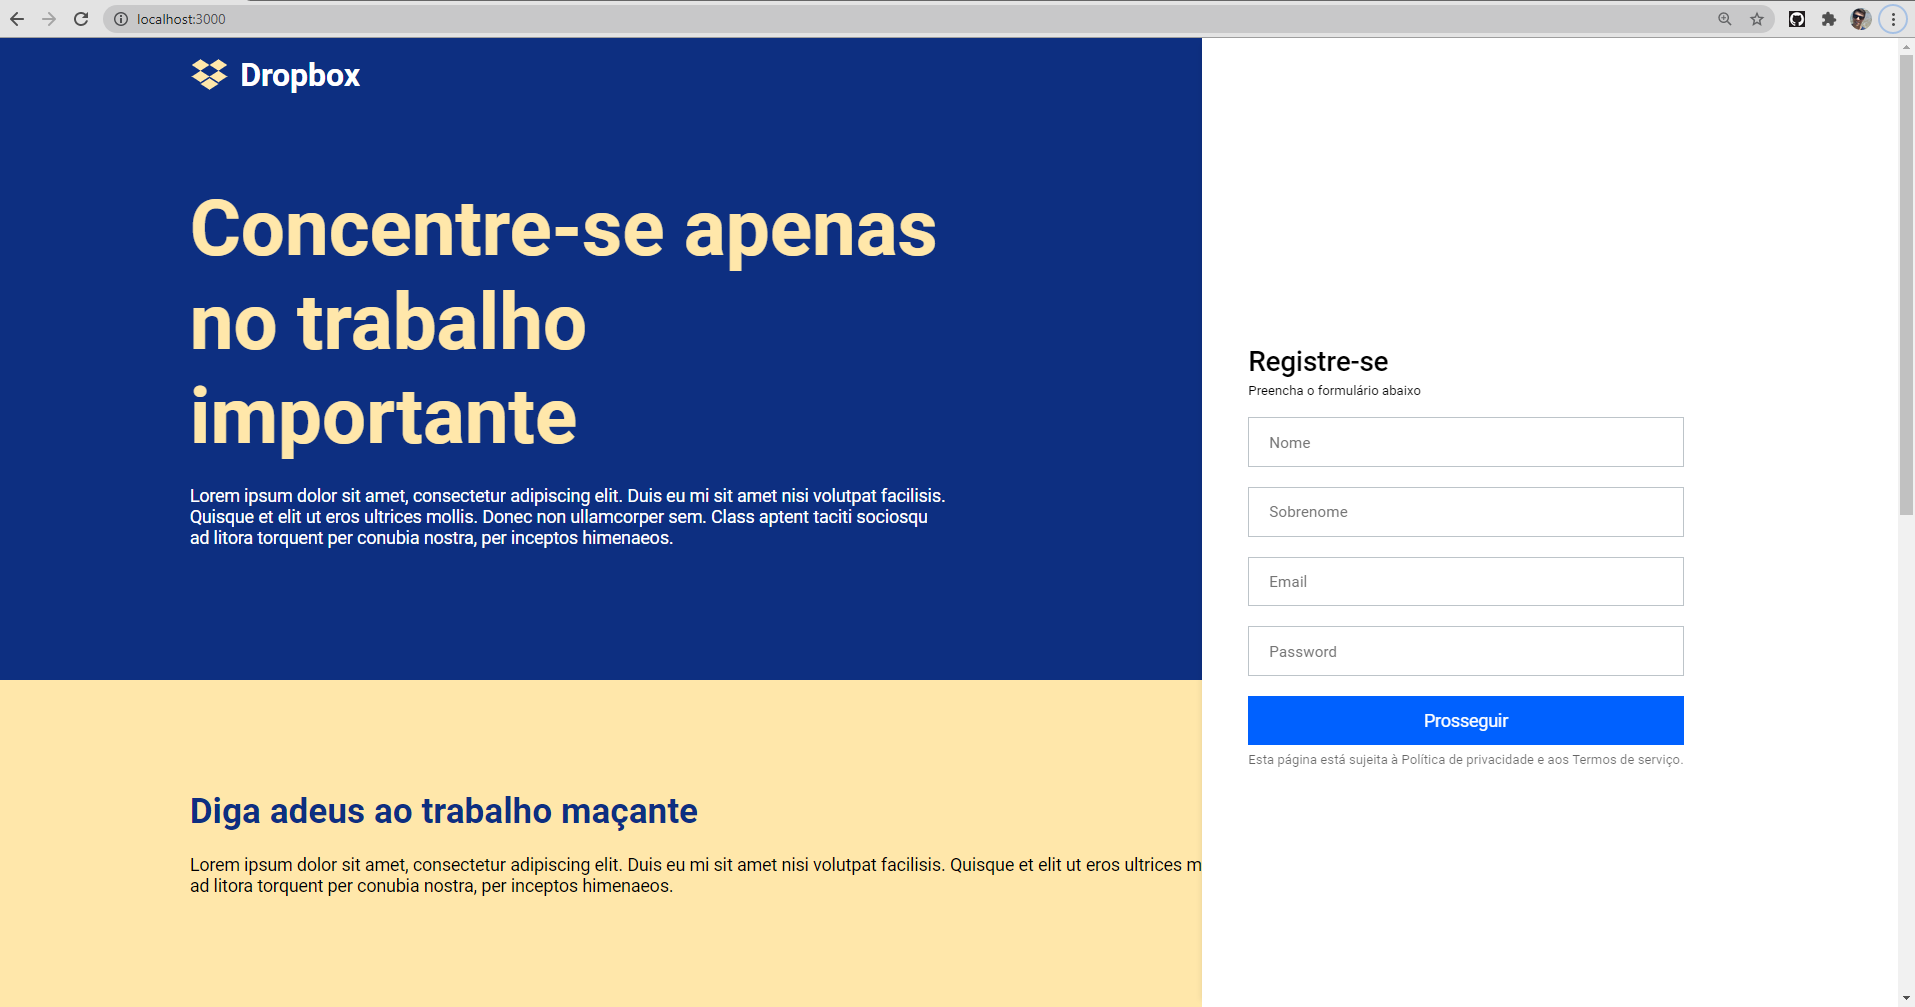 localhost:3000
Dropbox
Concentre-se apenas
no trabalho
importante
Lorem ipsum dolor sit amet, consectetur adipiscing elit. Duis eu mi sit amet nisi volutpat facilisis.
Quisque et elit ut eros ultrices mollis. Donec non ullamcorper sem. Class aptent taciti sociosqu
ad litora torquent per conubia nostra, per inceptos himenaeos.
Diga adeus ao trabalho maçante
Lorem ipsum dolor sit amet, consectetur adipiscing elit. Duis eu mi sit amet nisi volutpat facilisis. Quisque et elit ut eros ultrices m
ad litora torquent per conubia nostra, per inceptos himenaeos.
Registre-se
Preencha o formulário abaixo
Nome
Sobrenome
Email
Password
Prosseguir
Esta página está sujeita à Política de privacidade e aos Termos de serviço.